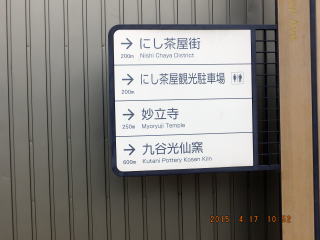 にし茶屋街
200m Nishi Chaya District
にし茶屋観光駐車場
200m
妙立寺
250m Myoryuji Temple
九谷光仙窯
600m Kutani Pottery Kosen Kiln
2015 4.17 10:52